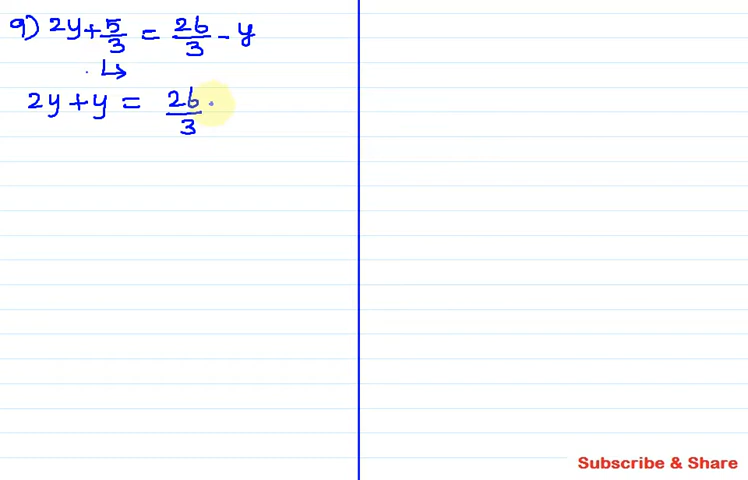 9) 2y + 5/3 = 26/3 - y
2y + y = 26/3
Subscribe & Share